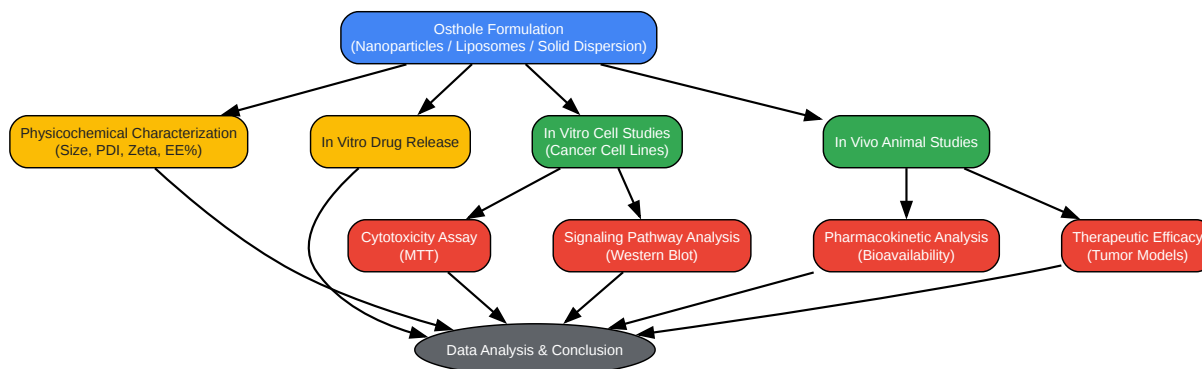 Osthole Formulation
(Nanoparticles / Liposomes / Solid Dispersion)
Physicochemical Characterization
(Size, PDI, Zeta, EE%)
In Vitro Drug Release
In Vitro Cell Studies
(Cancer Cell Lines)
In Vivo Animal Studies
Cytotoxicity Assay
(MTT)
Signaling Pathway Analysis
(Western Blot)
Pharmacokinetic Analysis
(Bioavailability)
Therapeutic Efficacy
(Tumor Models)
Data Analysis & Conclusion